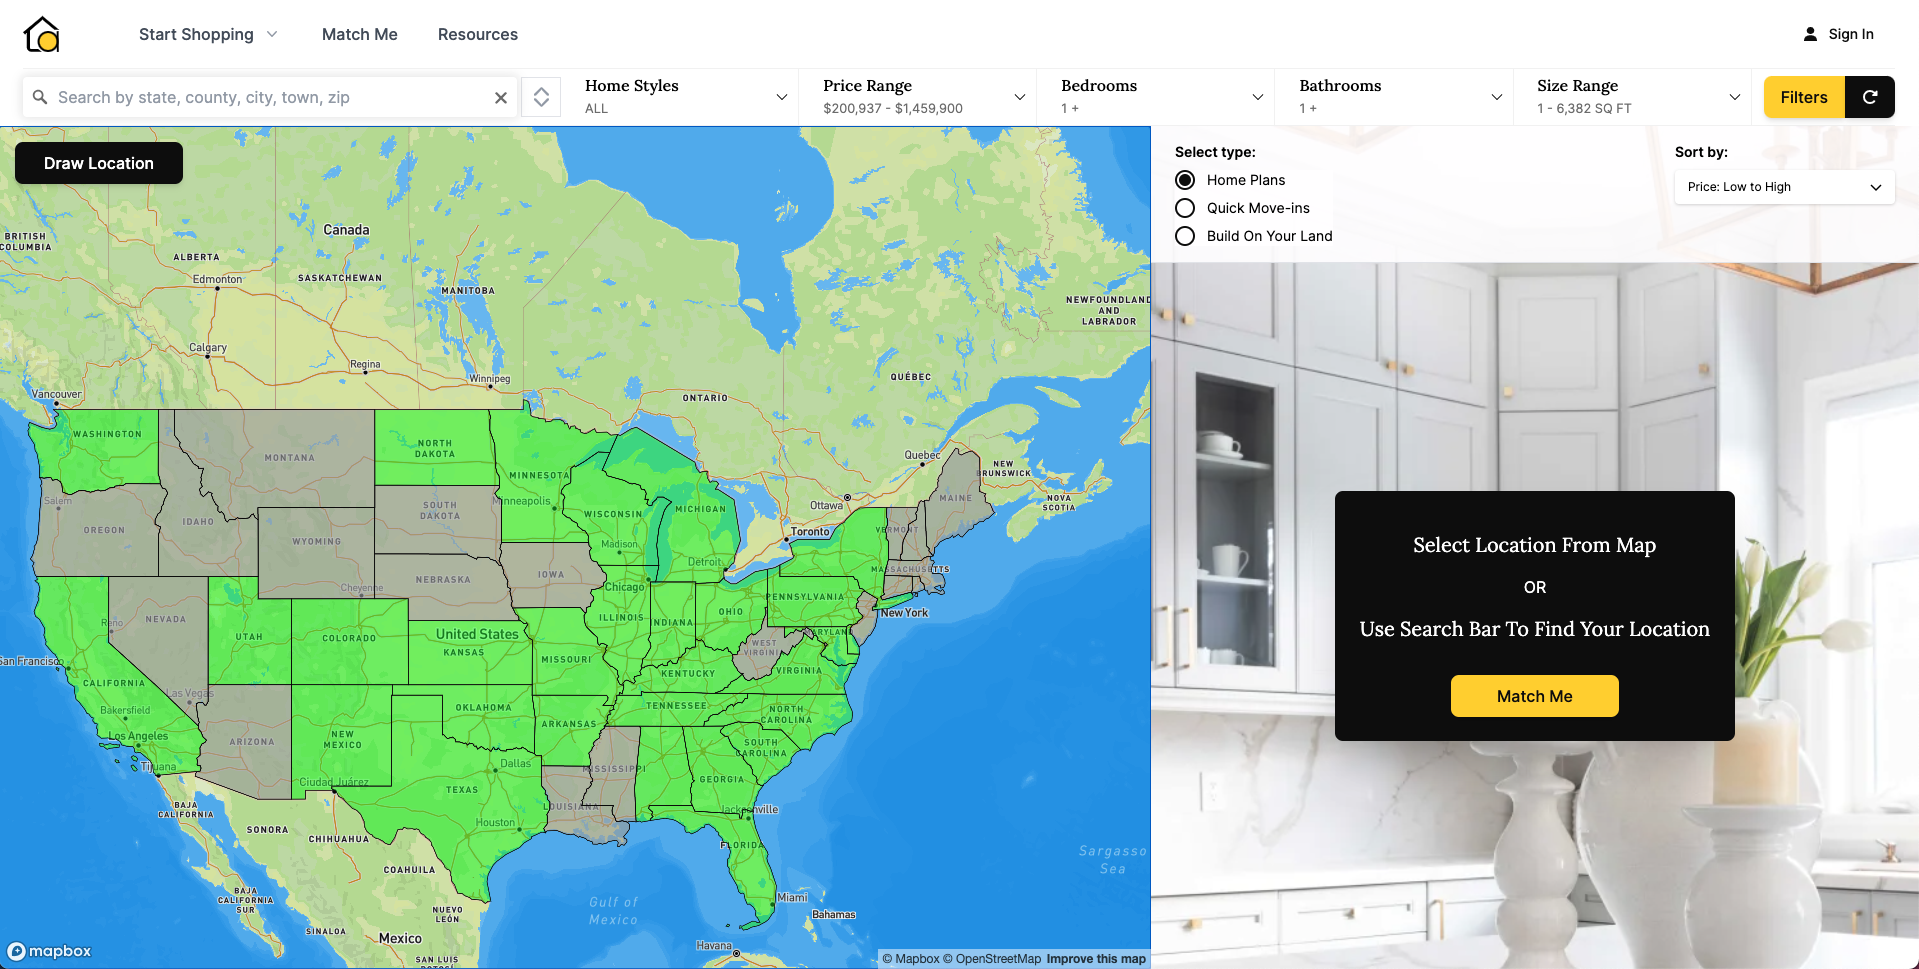 Start Shopping
Match Me
Resources
Sign In
Search by state, county, city, town, zip
Home Styles
ALL
Price Range
$200,937 - $1,459,900
Bedrooms
1 +
Bathrooms
1 +
Size Range
1 - 6,382 SQ FT
Filters
Draw Location
Select type:
Home Plans
Quick Move-ins
Build On Your Land
Sort by:
Price: Low to High
Canada
BRITISH
COLUMBIA
ALBERTA
Edmonton
SASKATCHEWAN
MANITOBA
NEWFOUNDLAND
AND
LABRADOR
Calgary
Regina
Winnipeg
QUÉBEC
ONTARIO
Vancouver
WASHINGTON
MONTANA
NORTH
DAKOTA
MINNESOTA
Quebec
NEW
BRUNSWICK
MAINE
Salem
OREGON
IDAHO
SOUTH
DAKOTA
Minneapolis
WISCONSIN
MICHIGAN
Ottawa
NOVA
SCOTIA
WYOMING
Madison
Toronto
VERMONT
Cheyenne
NEBRASKA
IOWA
Detroit
MASSACHUSETTS
Chicago
PENNSYLVANIA
Reno
NEVADA
UTAH
COLORADO
United States
KANSAS
ILLINOIS
INDIANA
OHIO
New York
MARYLAND
San Francisco
CALIFORNIA
MISSOURI
KENTUCKY
WEST
VIRGINIA
VIRGINIA
Las Vegas
Bakersfield
Los Angeles
ARIZONA
NEW
MEXICO
OKLAHOMA
ARKANSAS
TENNESSEE
NORTH
CAROLINA
SOUTH
CAROLINA
Tijuana
Ciudad Juárez
Dallas
TEXAS
MISSISSIPPI
GEORGIA
BAJA
CALIFORNIA
SONORA
CHIHUAHUA
Houston
LOUISIANA
Jacksonville
FLORIDA
COAHUILA
BAJA
CALIFORNIA
SUR
NUEVO
LEÓN
SINALOA
Mexico
SAN LUIS
Gulf of
Mexico
Miami
Bahamas
Havana
Sargasso
Sea
mapbox
© Mapbox © OpenStreetMap Improve this map
Select Location From Map
OR
Use Search Bar To Find Your Location
Match Me